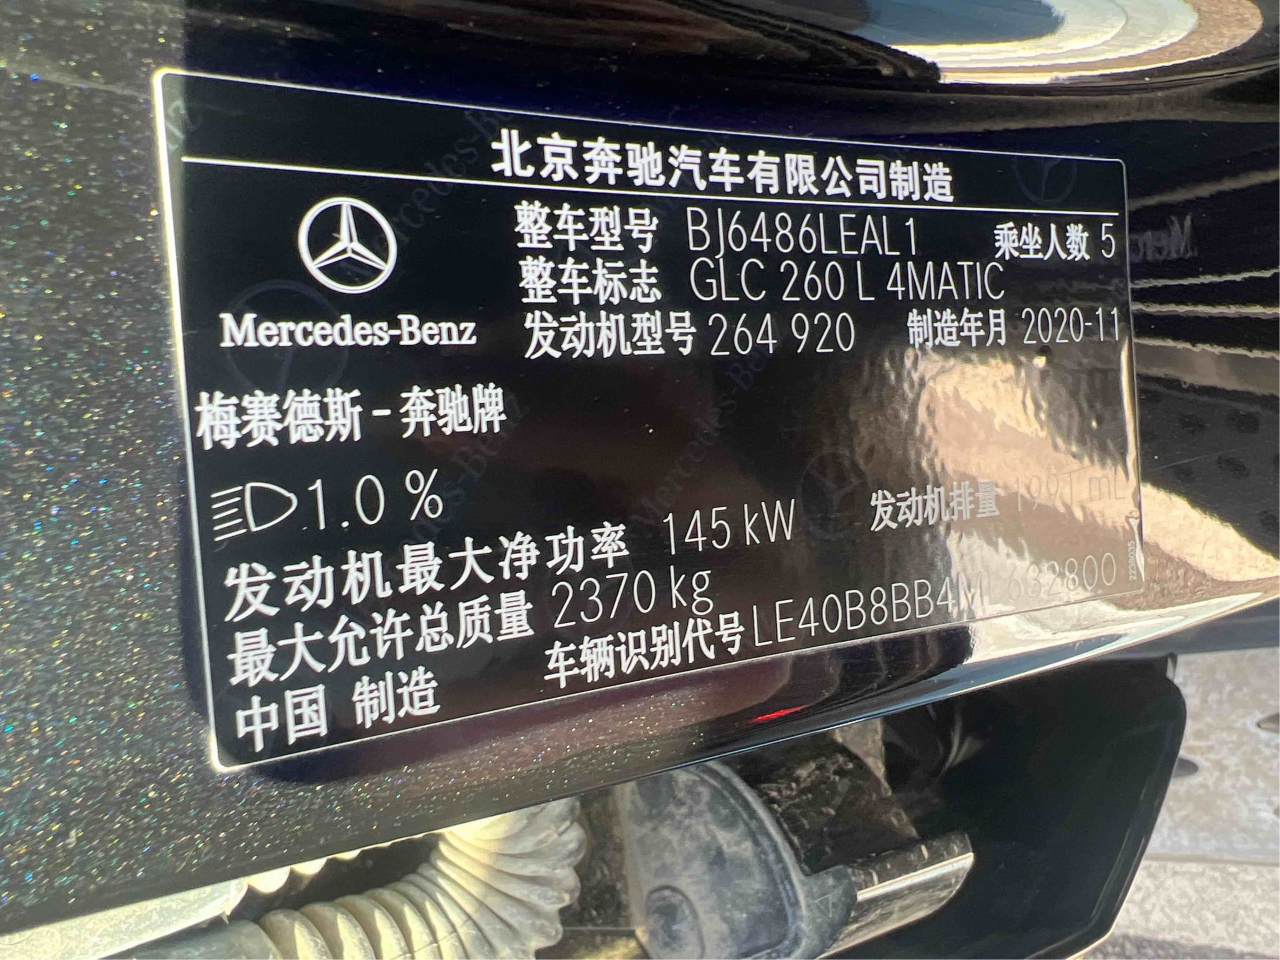 北京奔驰汽车有限公司制造
整车型号 BJ6486LEAL1 乘坐人数 5
整车标志 GLC 260 L 4MATIC
Mercedes-Benz
发动机型号 264 920 制造年月 2020-11
梅赛德斯-奔驰牌
1.0 %
发动机最大净功率 145 kW 发动机排量 1991 mL
最大允许总质量 2370 kg
车辆识别代号 LE40B8BB4ML632800
中国 制造